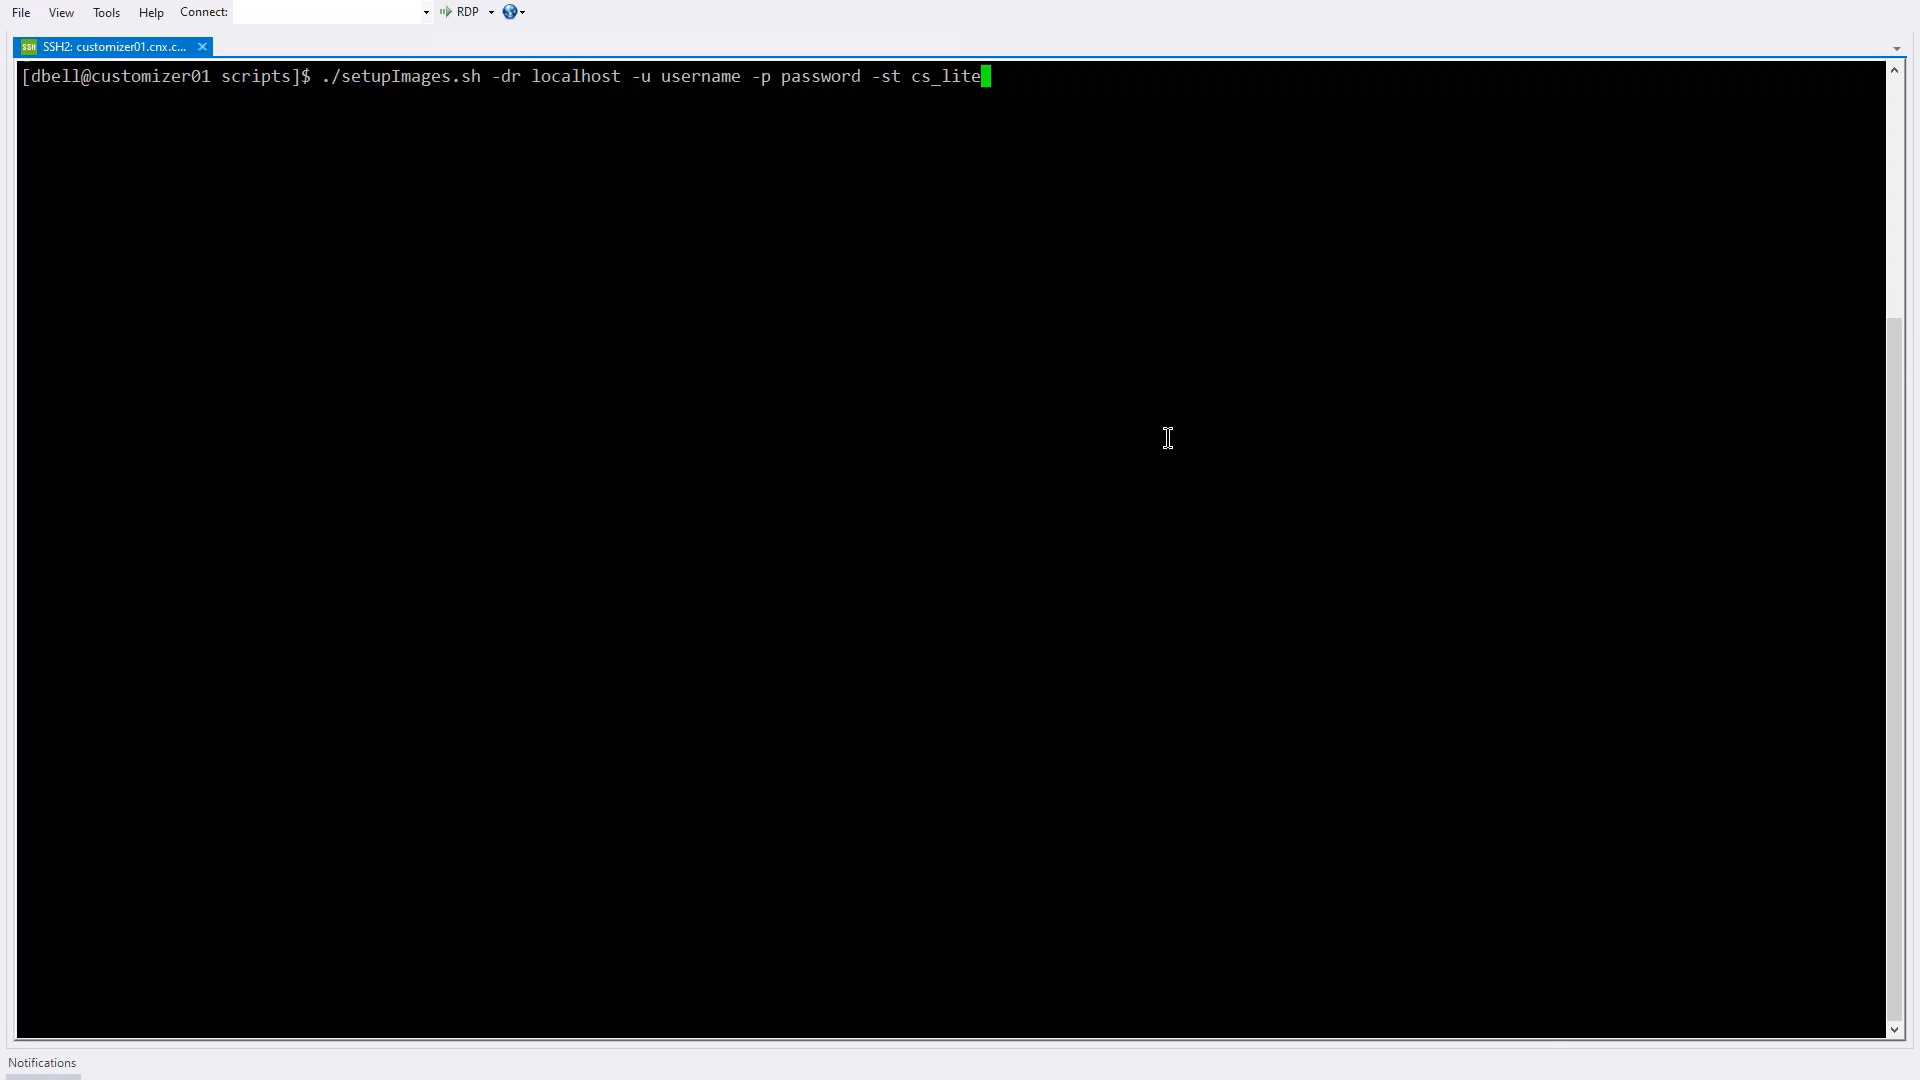 File View Tools Help Connect: RDP
SSH SSH2: customizer01.cnx.c...
[dbell@customizer01 scripts]$ ./setupImages.sh -dr localhost -u username -p password -st cs_lite
Notifications